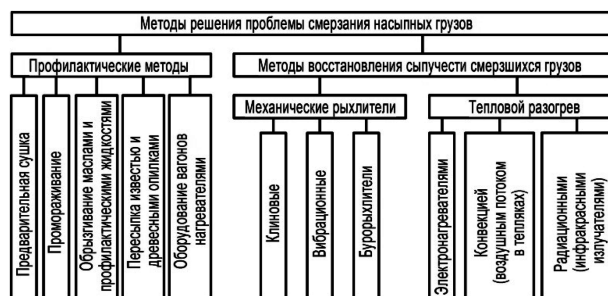 Методы решения проблемы смерзания насыпных грузов
Профилактические методы
Методы восстановления сыпучести смерзшихся грузов
Механические рыхлители
Тепловой разогрев
Предварительная сушка
Промораживание
Обрызгивание маслами и
профилактическими жидкостями
Пересыпка известью и
древесными опилками
Оборудование вагонов
нагревателями
Клиновые
Вибрационные
Бурорыхлители
Электронагревателями
Конвекцией
(воздушным потоком
в тепляках)
Радиационными
(инфракрасными
излучателями)